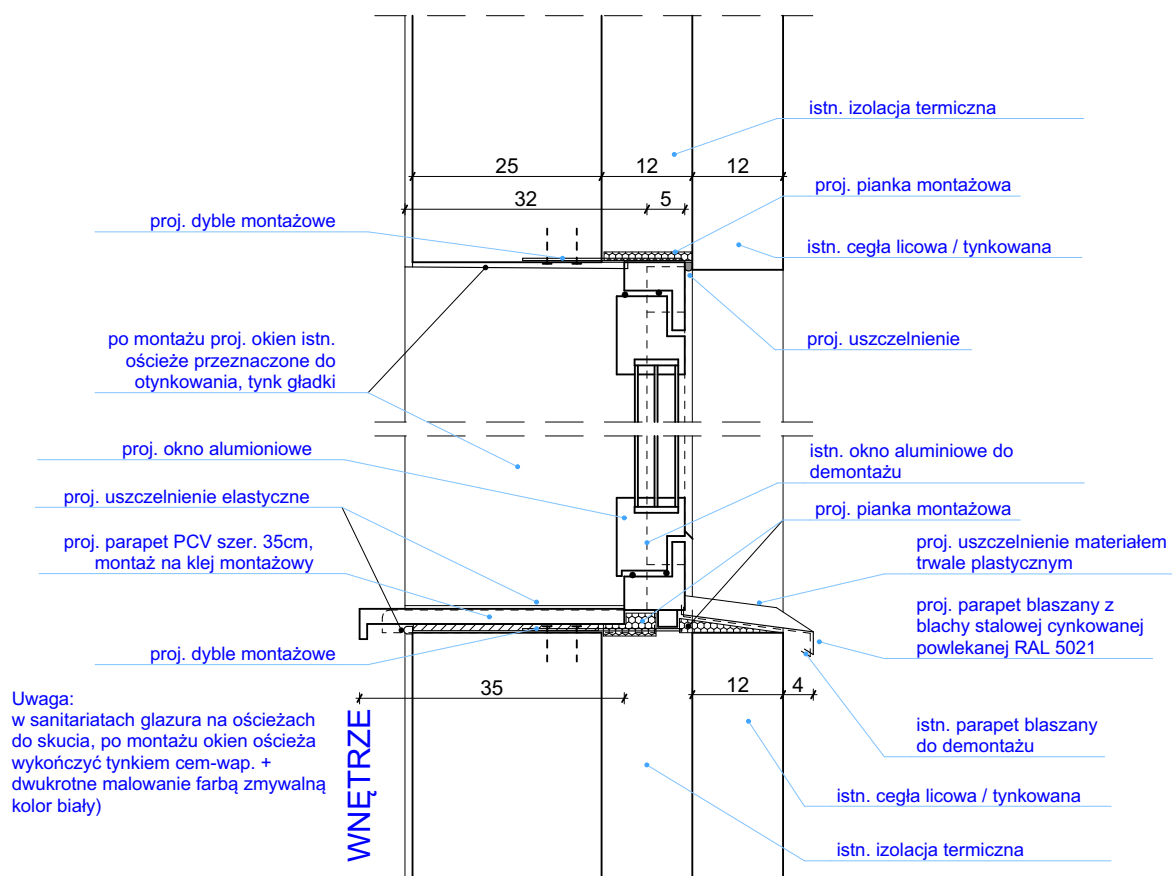 istn. izolacja termiczna
25
12
12
proj. pianka montażowa
32
5
proj. dyble montażowe
istn. cegła licowa / tynkowana
po montażu proj. okien istn.
ościeże przeznaczone do
otynkowania, tynk gładki
proj. uszczelnienie
proj. okno alumioniowe
istn. okno aluminiowe do
demontażu
proj. uszczelnienie elastyczne
proj. pianka montażowa
proj. parapet PCV szer. 35cm,
montaż na klej montażowy
proj. uszczelnienie materiałem
trwale plastycznym
proj. parapet blaszany z
blachy stalowej cynkowanej
powlekanej RAL 5021
proj. dyble montażowe
35
12
4
Uwaga:
w sanitariatach glazura na ościeżach
do skucia, po montażu okien ościeża
wykończyć tynkiem cem-wap. +
dwukrotne malowanie farbą zmywalną
kolor biały)
WNĘTRZE
istn. parapet blaszany
do demontażu
istn. cegła licowa / tynkowana
istn. izolacja termiczna